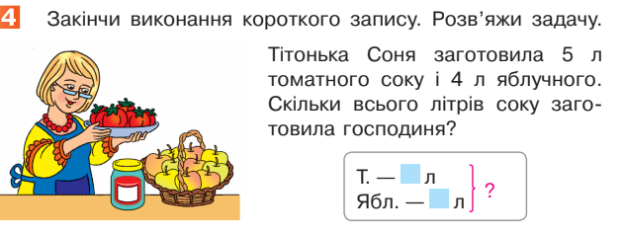 4 Закінчи виконання короткого запису. Розв'яжи задачу.
Тітонька Соня заготовила 5 л
томатного соку і 4 л яблучного.
Скільки всього літрів соку заго-
товила господиня?
Т. — л
Ябл. — л
?